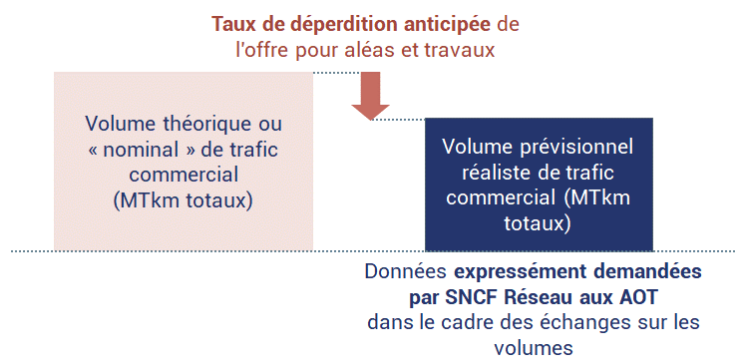 Taux de déperdition anticipée de
l'offre pour aléas et travaux
Volume théorique ou
« nominal » de trafic
commercial
(MTkm totaux)
Volume prévisionnel
réaliste de trafic
commercial (MTkm
totaux)
Données expressément demandées
par SNCF Réseau aux AOT
dans le cadre des échanges sur les
volumes